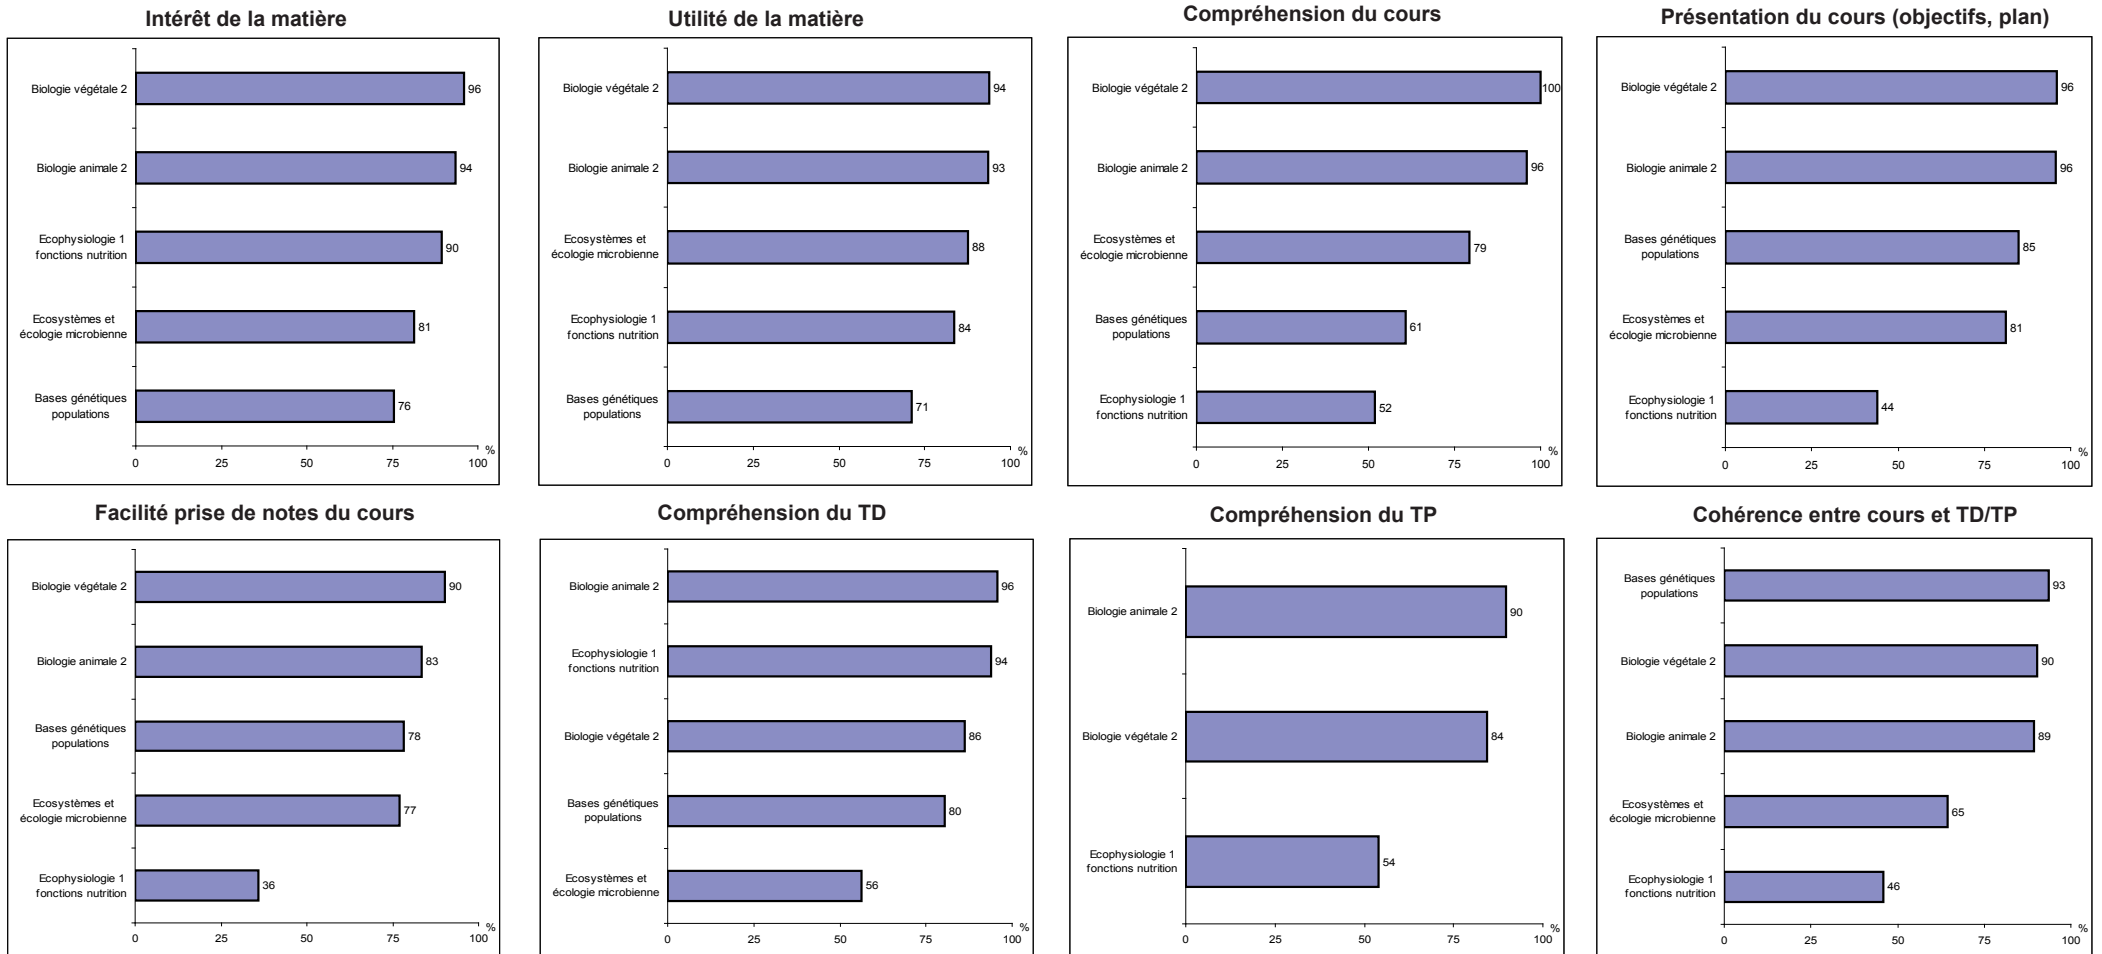 Intérêt de la matière
Biologie végétale 2
96
Biologie animale 2
94
Ecophysiologie 1
fonctions nutrition
90
Ecosystèmes et
écologie microbienne
81
Bases génétiques
populations
76
%
0 25 50 75 100
Utilité de la matière
Biologie végétale 2
94
Biologie animale 2
93
Ecosystèmes et
écologie microbienne
88
Ecophysiologie 1
fonctions nutrition
84
Bases génétiques
populations
71
%
0 25 50 75 100
Compréhension du cours
Biologie végétale 2
100
Biologie animale 2
96
Ecosystèmes et
écologie microbienne
79
Bases génétiques
populations
61
Ecophysiologie 1
fonctions nutrition
52
%
0 25 50 75 100
Présentation du cours (objectifs, plan)
Biologie végétale 2
96
Biologie animale 2
96
Bases génétiques
populations
85
Ecosystèmes et
écologie microbienne
81
Ecophysiologie 1
fonctions nutrition
44
%
0 25 50 75 100
Facilité prise de notes du cours
Biologie végétale 2
90
Biologie animale 2
83
Bases génétiques
populations
78
Ecosystèmes et
écologie microbienne
77
Ecophysiologie 1
fonctions nutrition
36
%
0 25 50 75 100
Compréhension du TD
Biologie animale 2
96
Ecophysiologie 1
fonctions nutrition
94
Biologie végétale 2
86
Bases génétiques
populations
80
Ecosystèmes et
écologie microbienne
56
%
0 25 50 75 100
Compréhension du TP
Biologie animale 2
90
Biologie végétale 2
84
Ecophysiologie 1
fonctions nutrition
54
%
0 25 50 75 100
Cohérence entre cours et TD/TP
Bases génétiques
populations
93
Biologie végétale 2
90
Biologie animale 2
89
Ecosystèmes et
écologie microbienne
65
Ecophysiologie 1
fonctions nutrition
46
%
0 25 50 75 100